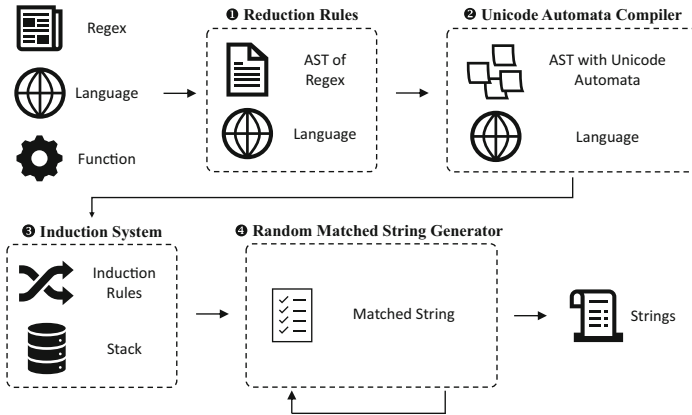 Regex
Language
Function
❶ Reduction Rules
AST of
Regex
Language
❷ Unicode Automata Compiler
AST with Unicode
Automata
Language
❸ Induction System
Induction
Rules
Stack
❹ Random Matched String Generator
Matched String
Strings